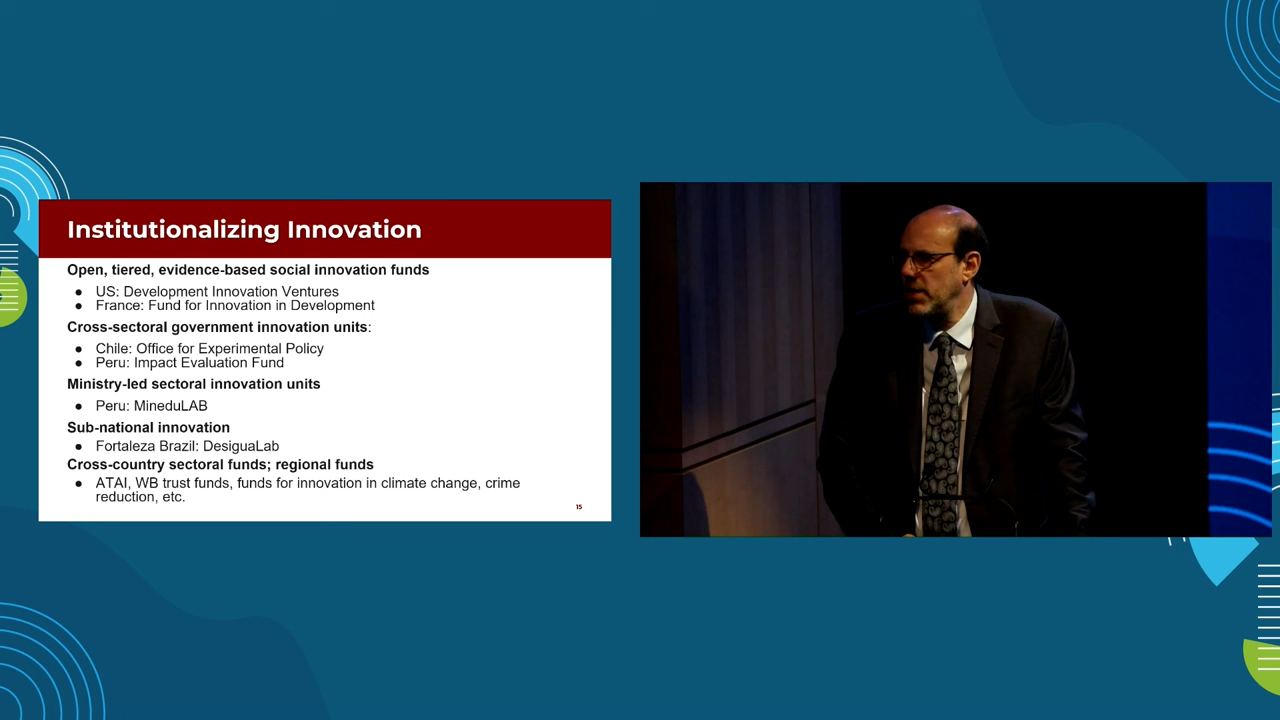 Institutionalizing Innovation
Open, tiered, evidence-based social innovation funds
● US: Development Innovation Ventures
● France: Fund for Innovation in Development
Cross-sectoral government innovation units:
● Chile: Office for Experimental Policy
● Peru: Impact Evaluation Fund
Ministry-led sectoral innovation units
● Peru: MineduLAB
Sub-national innovation
● Fortaleza Brazil: DesiguaLab
Cross-country sectoral funds; regional funds
● ATAI, WB trust funds, funds for innovation in climate change, crime
reduction, etc.
15